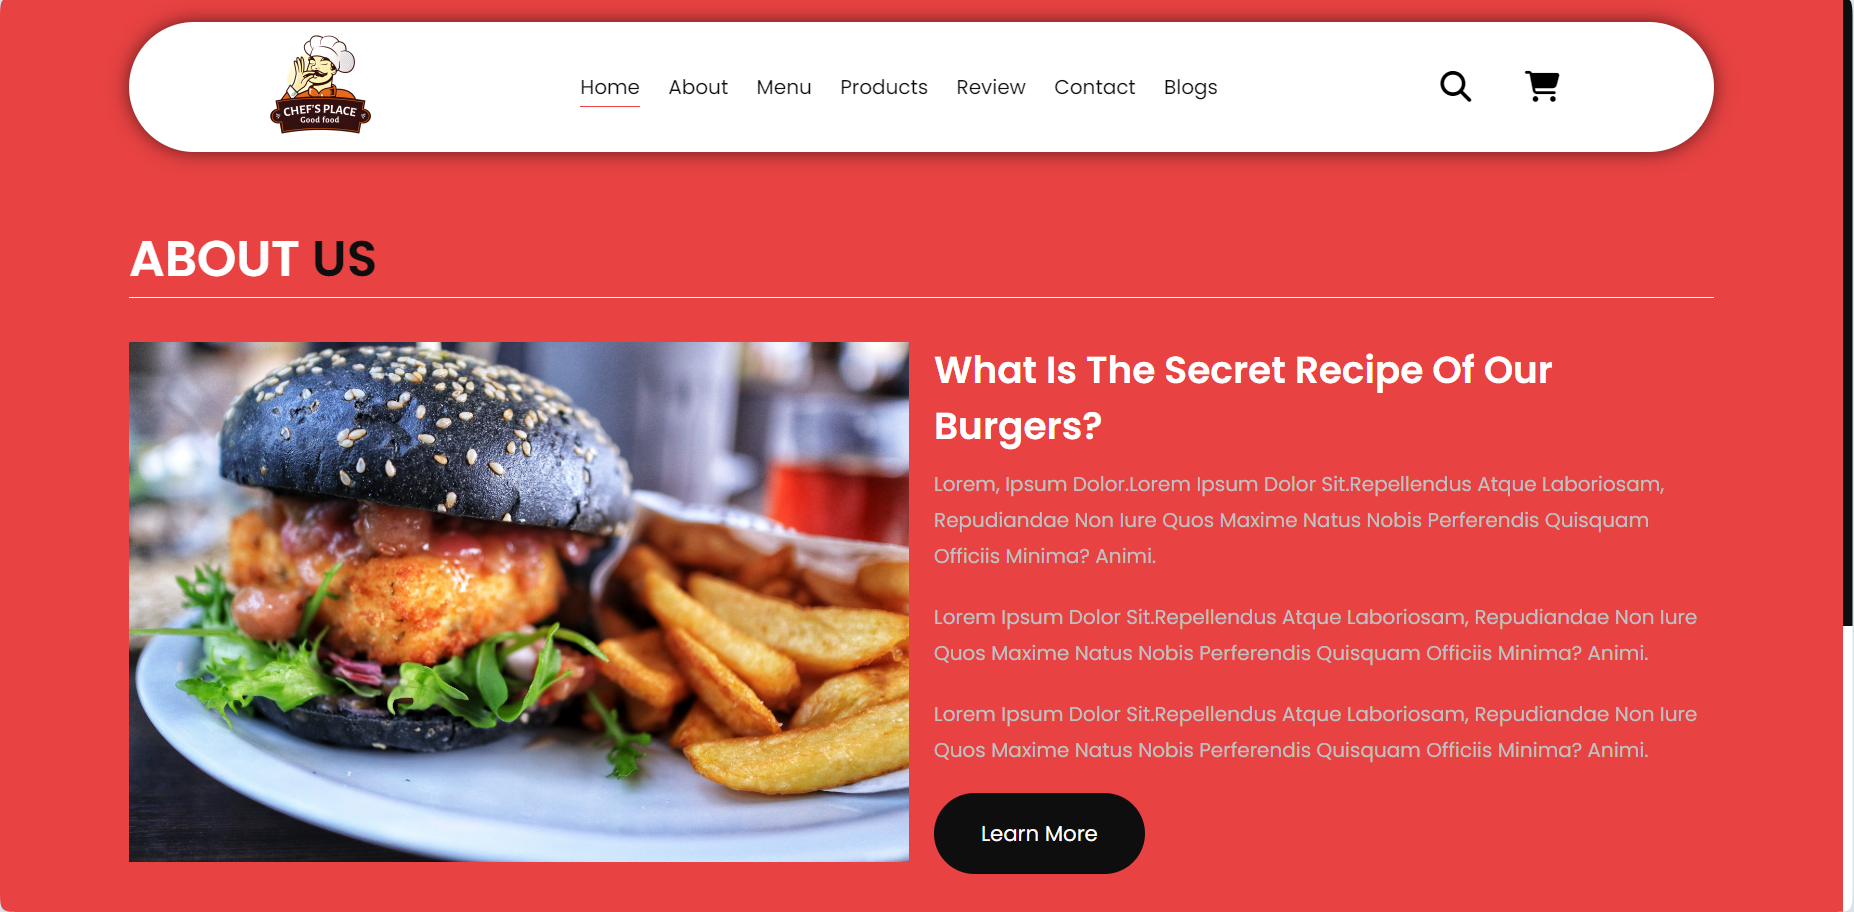 CHEF'S PLACE
Good food
Home About Menu Products Review Contact Blogs
ABOUT US
What Is The Secret Recipe Of Our
Burgers?
Lorem, Ipsum Dolor.Lorem Ipsum Dolor Sit.Repellendus Atque Laboriosam,
Repudiandae Non Iure Quos Maxime Natus Nobis Perferendis Quisquam
Officiis Minima? Animi.
Lorem Ipsum Dolor Sit.Repellendus Atque Laboriosam, Repudiandae Non Iure
Quos Maxime Natus Nobis Perferendis Quisquam Officiis Minima? Animi.
Lorem Ipsum Dolor Sit.Repellendus Atque Laboriosam, Repudiandae Non Iure
Quos Maxime Natus Nobis Perferendis Quisquam Officiis Minima? Animi.
Learn More